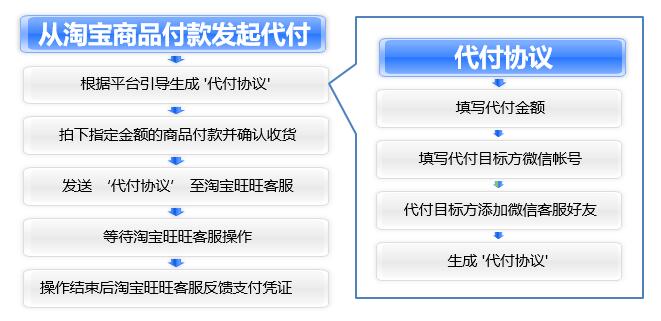 从淘宝商品付款发起代付
根据平台引导生成 '代付协议'
拍下指定金额的商品付款并确认收货
发送 ‘代付协议’ 至淘宝旺旺客服
等待淘宝旺旺客服操作
操作结束后淘宝旺旺客服反馈支付凭证
代付协议
填写代付金额
填写代付目标方微信帐号
代付目标方添加微信客服好友
生成 '代付协议'